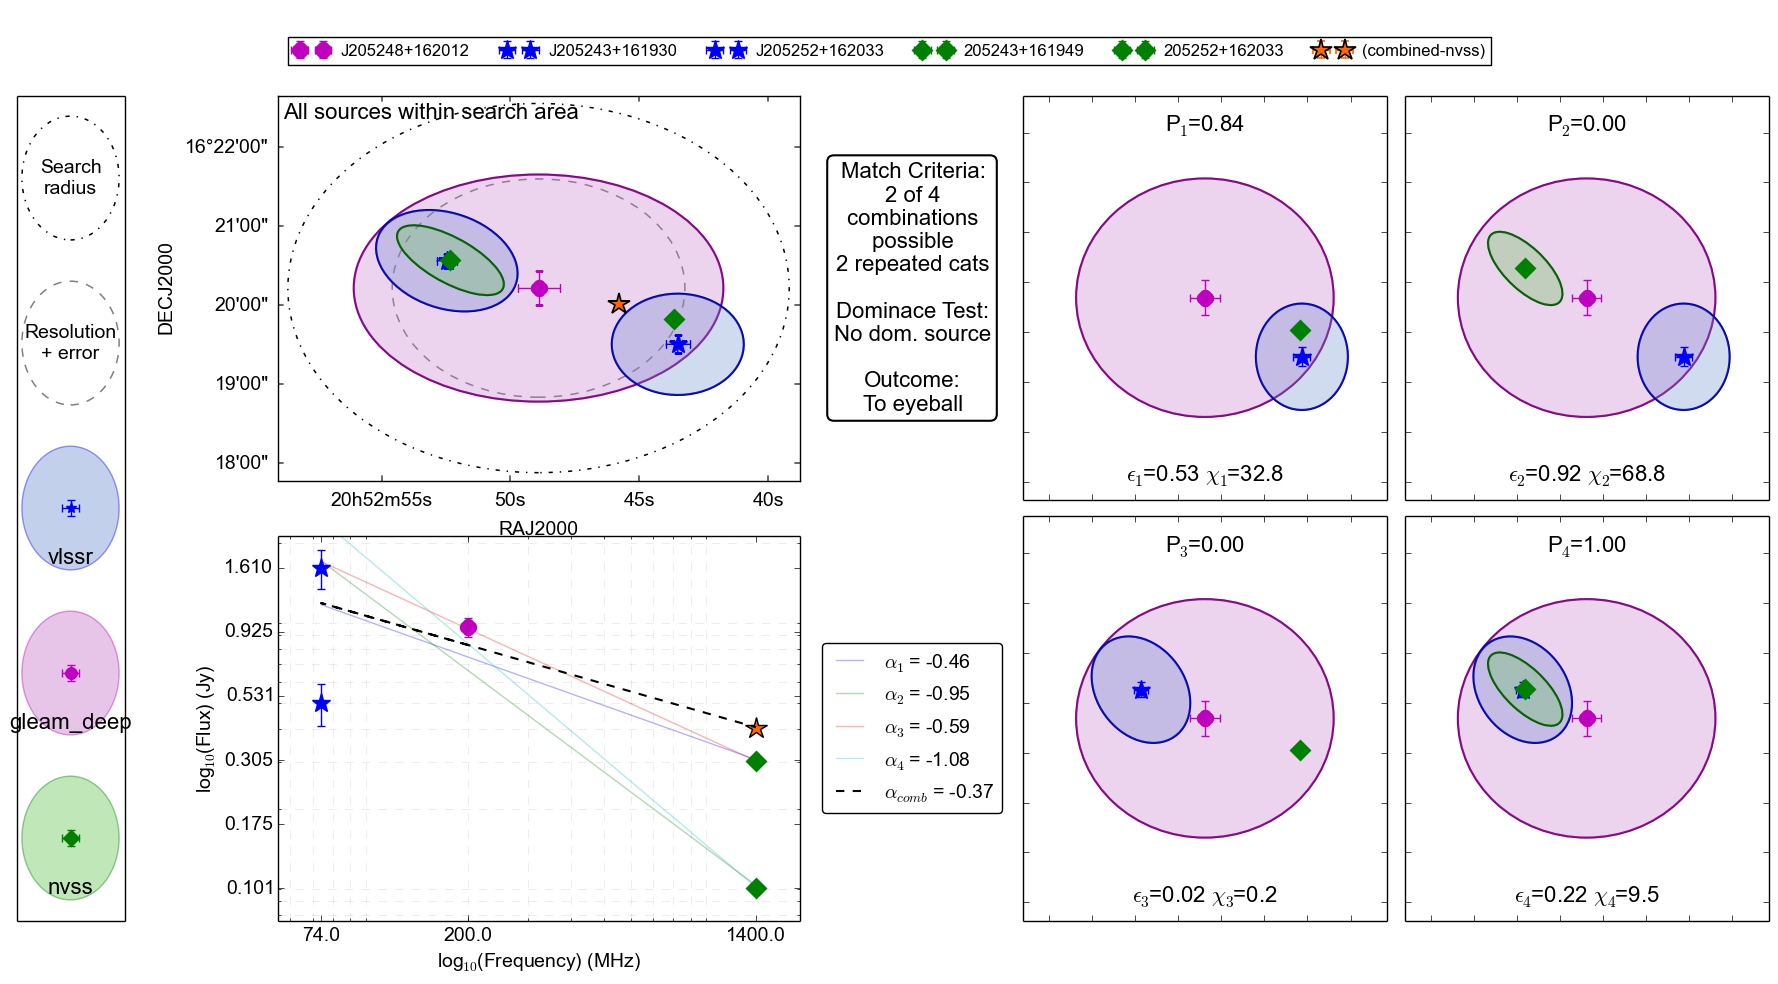 J205248+162012 J205243+161930 J205252+162033 205243+161949 205252+162033 (combined-nvss)
Search
radius
Resolution
+ error
vlssr
gleam_deep
nvss
All sources within search area
DECJ2000
16°22'00"
21'00"
20'00"
19'00"
18'00"
20h52m55s 50s 45s 40s
RAJ2000
Match Criteria:
2 of 4
combinations
possible
2 repeated cats
Dominace Test:
No dom. source
Outcome:
To eyeball
P₁=0.84
ϵ₁=0.53 χ₁=32.8
P₂=0.00
ϵ₂=0.92 χ₂=68.8
log₁₀(Flux) (Jy)
1.610
0.925
0.531
0.305
0.175
0.101
74.0 200.0 1400.0
log₁₀(Frequency) (MHz)
α₁ = -0.46
α₂ = -0.95
α₃ = -0.59
α₄ = -1.08
α_comb = -0.37
P₃=0.00
ϵ₃=0.02 χ₃=0.2
P₄=1.00
ϵ₄=0.22 χ₄=9.5